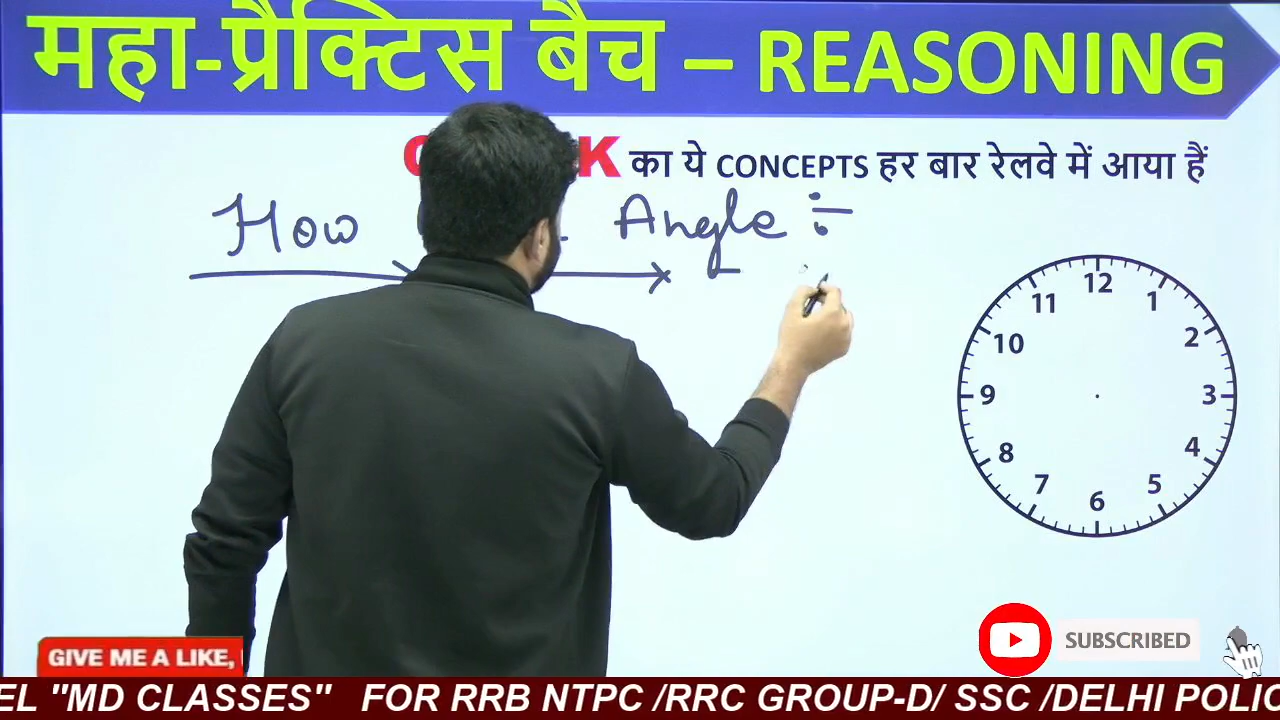 महा-प्रैक्टिस बैच – REASONING
का ये CONCEPTS हर बार रेलवे में आया हैं
How Angle :-
12
11 1
10 2
9 3
8 4
7 5
6
SUBSCRIBED
GIVE ME A LIKE,
EL "MD CLASSES" FOR RRB NTPC /RRC GROUP-D/ SSC /DELHI POLIC